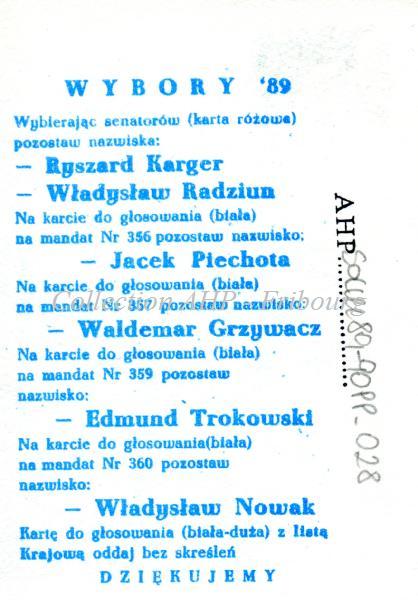 WYBORY '89
Wybierając senatorów (karta różowa)
pozostaw nazwiska:
— Ryszard Karger
— Władysław Radziun
Na karcie do głosowania (biała)
na mandat Nr 356 pozostaw nazwisko:
— Jacek Piechota
Na karcie do głosowania (biała)
na mandat Nr 357 pozostaw nazwisko:
— Waldemar Grzywacz
Na karcie do głosowania (biała)
na mandat Nr 359 pozostaw
nazwisko:
— Edmund Trokowski
Na karcie do głosowania(biała)
na mandat Nr 360 pozostaw
nazwisko:
— Władysław Nowak
Kartę do głosowania (biała-duża) z listą
Krajową oddaj bez skreśleń
DZIĘKUJEMY
AHP
Collection AHP - Fribourg